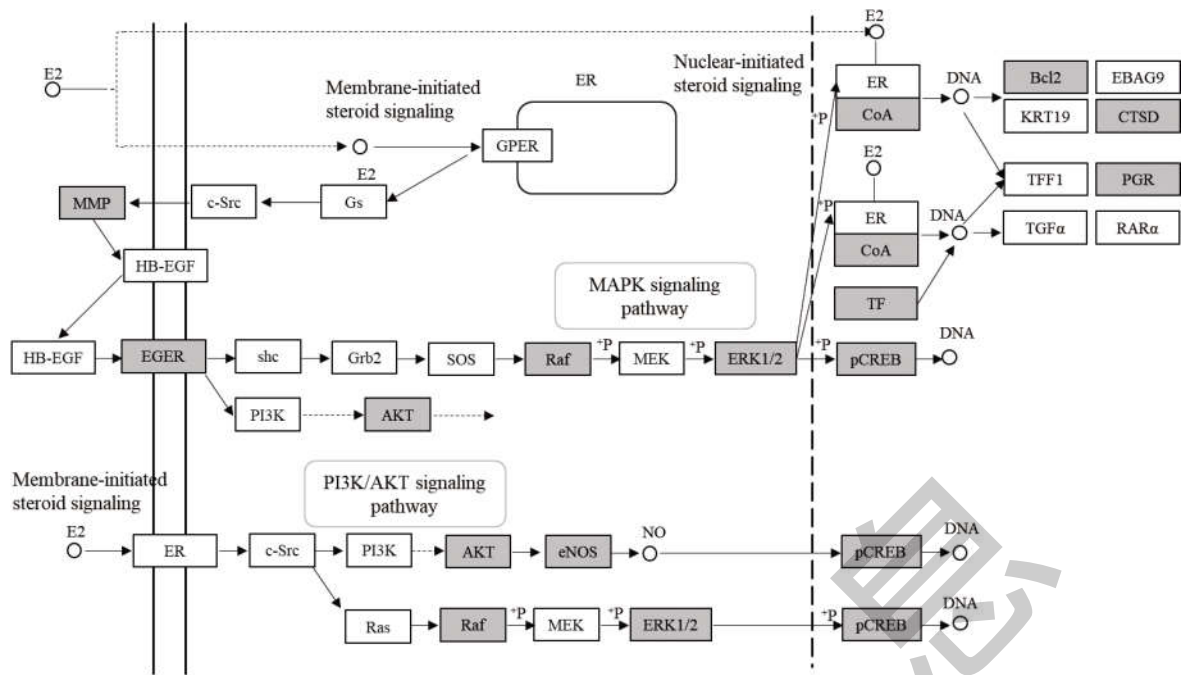 E2
E2
Membrane-initiated
steroid signaling
ER
Nuclear-initiated
steroid signaling
ER
CoA
+P
DNA
Bcl2
EBAG9
KRT19
CTSD
GPER
E2
MMP
c-Src
Gs
E2
+P
ER
CoA
DNA
TFF1
PGR
TGFα
RARα
HB-EGF
MAPK signaling
pathway
TF
HB-EGF
EGER
shc
Grb2
SOS
Raf
+P
MEK
+P
ERK1/2
+P
pCREB
DNA
PI3K
AKT
Membrane-initiated
steroid signaling
PI3K/AKT signaling
pathway
E2
ER
c-Src
PI3K
AKT
eNOS
NO
pCREB
DNA
Ras
Raf
+P
MEK
+P
ERK1/2
+P
pCREB
DNA
息